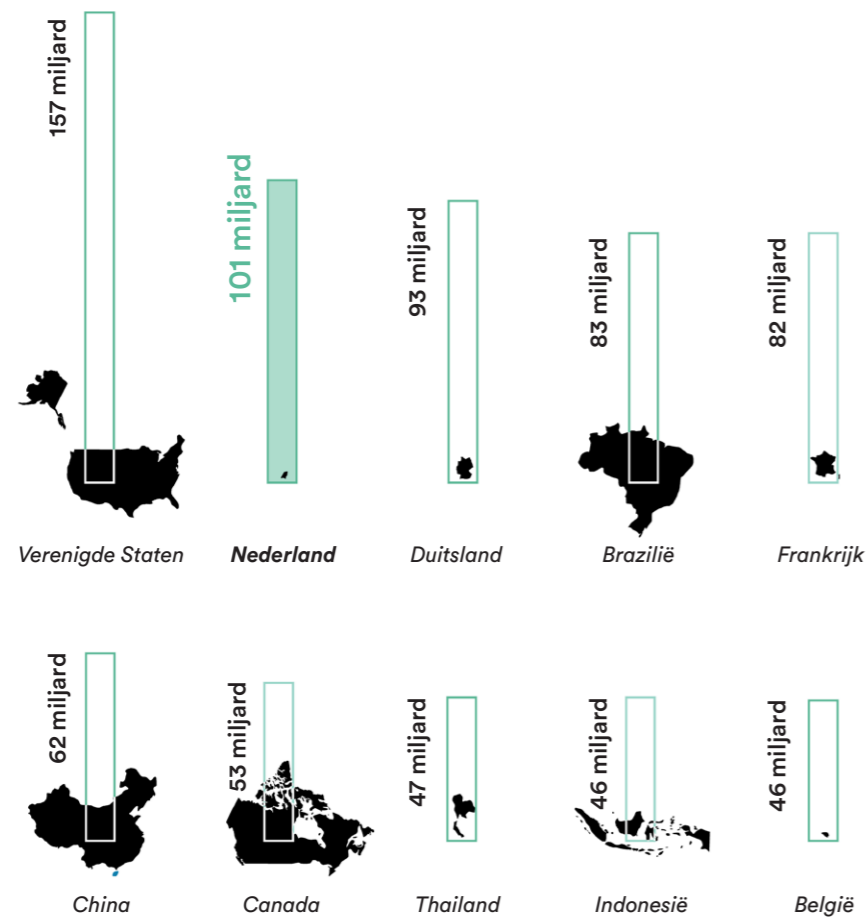 157 miljard
101 miljard
93 miljard
83 miljard
82 miljard
Verenigde Staten
Nederland
Duitsland
Brazilië
Frankrijk
62 miljard
53 miljard
47 miljard
46 miljard
46 miljard
China
Canada
Thailand
Indonesië
België